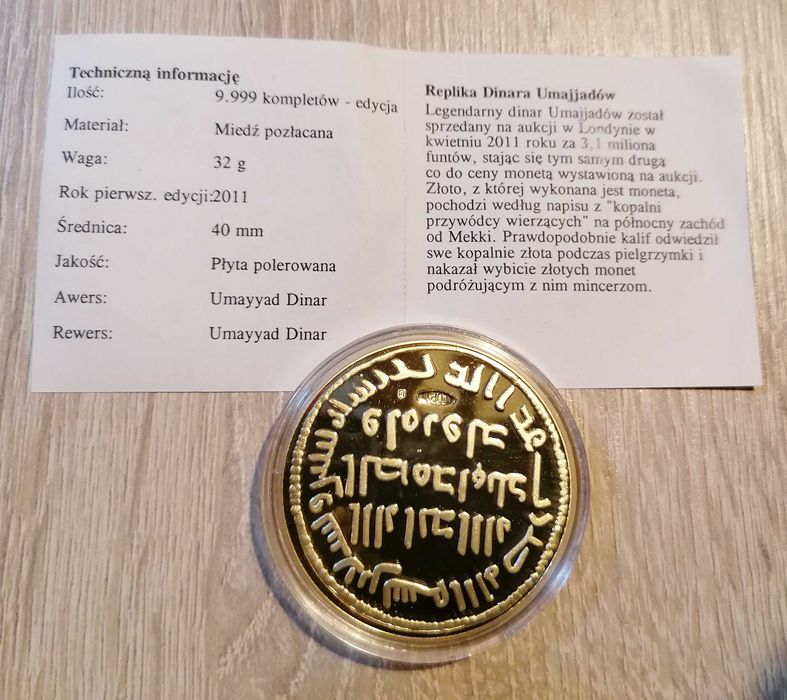 Techniczną informację
Ilość: 9.999 kompletów - edycja
Materiał: Miedź pozłacana
Waga: 32 g
Rok pierwsz. edycji:2011
Średnica: 40 mm
Jakość: Płyta polerowana
Awers: Umayyad Dinar
Rewers: Umayyad Dinar
Replika Dinara Umajjadów
Legendarny dinar Umajjadów został
sprzedany na aukcji w Londynie w
kwietniu 2011 roku za 3,1 miliona
funtów, stając się tym samym drugą
co do ceny monetą wystawioną na aukcji.
Złoto, z której wykonana jest moneta,
pochodzi według napisu z "kopalni
przywódcy wierzących" na północny zachód
od Mekki. Prawdopodobnie kalif odwiedził
swe kopalnie złota podczas pielgrzymki i
nakazał wybicie złotych monet
podróżującym z nim mincerzom.